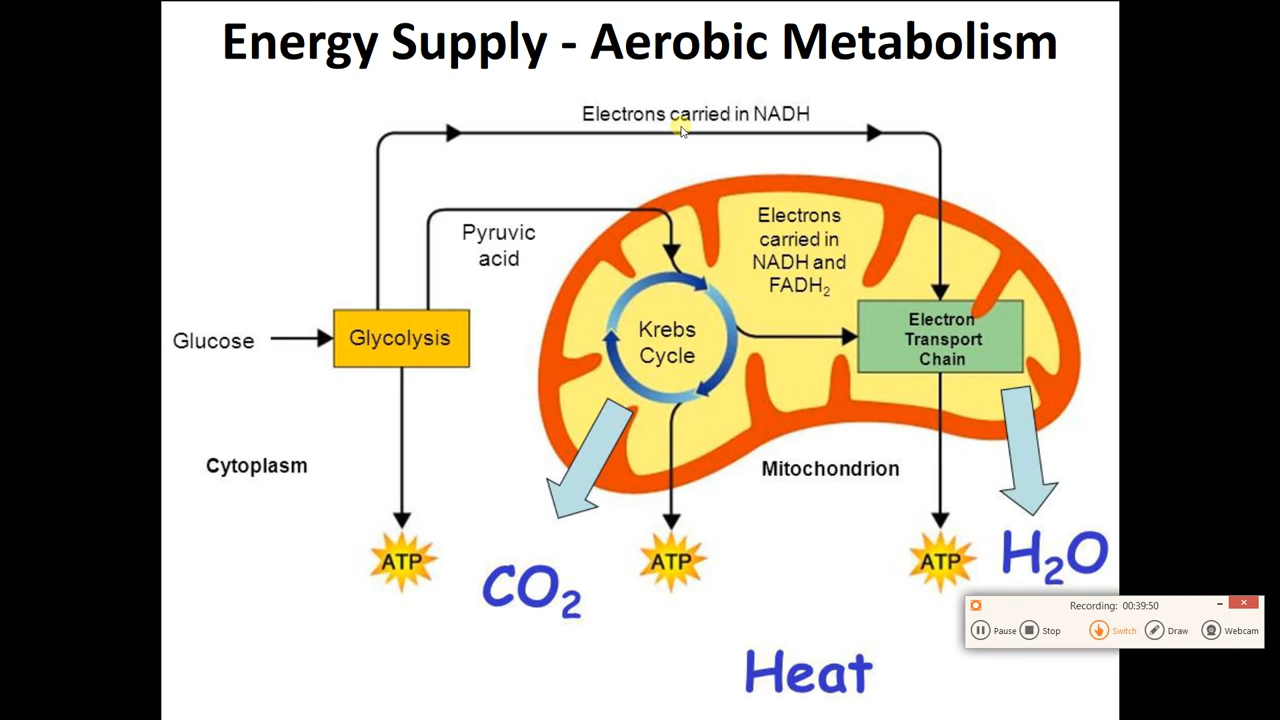 Energy Supply - Aerobic Metabolism
Electrons carried in NADH
Pyruvic
acid
Electrons
carried in
NADH and
FADH₂
Glucose
Glycolysis
Krebs
Cycle
Electron
Transport
Chain
Cytoplasm
Mitochondrion
ATP
ATP
ATP
CO₂
H₂O
Heat
Recording: 00:39:50
Pause Stop Switch Draw Webcam